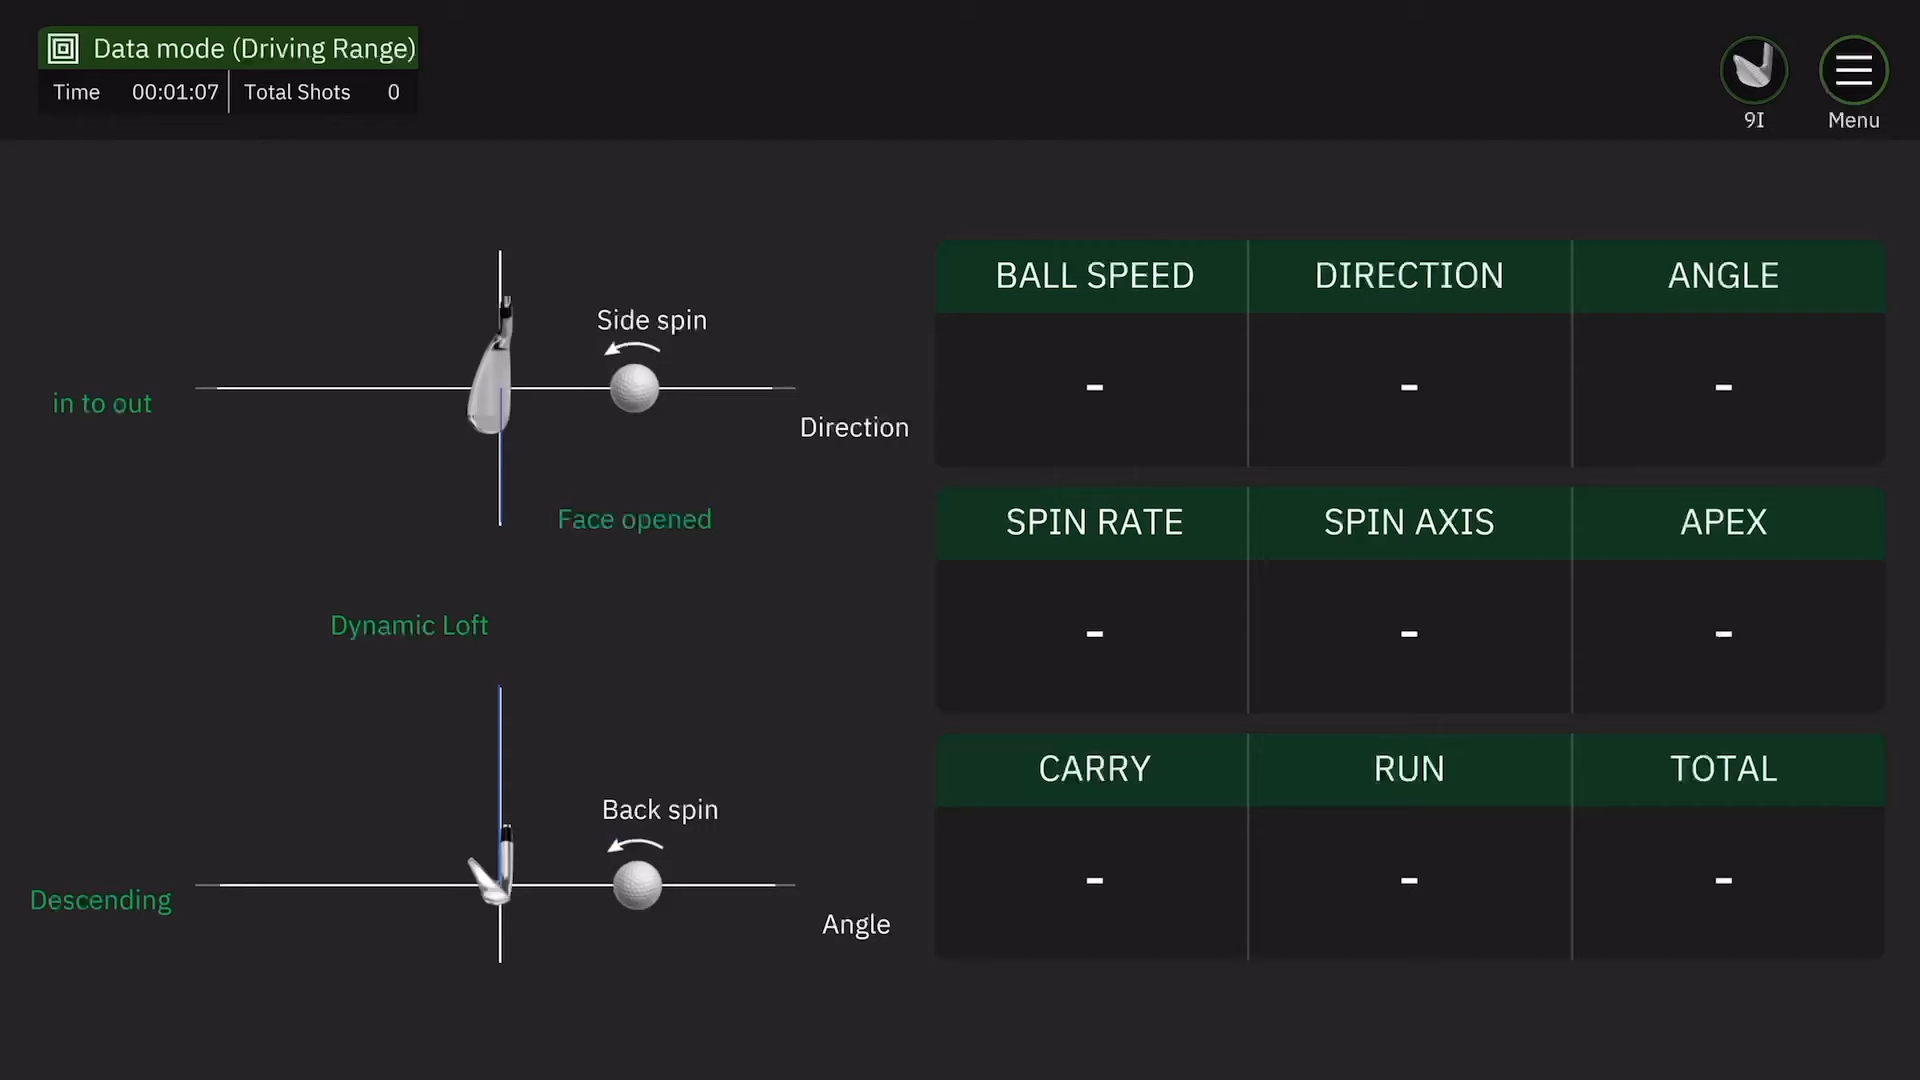 Data mode (Driving Range)
Time 00:01:07 Total Shots 0
9I
Menu
Side spin
in to out
Direction
Face opened
Dynamic Loft
Back spin
Descending
Angle
BALL SPEED DIRECTION ANGLE
- - -
SPIN RATE SPIN AXIS APEX
- - -
CARRY RUN TOTAL
- - -